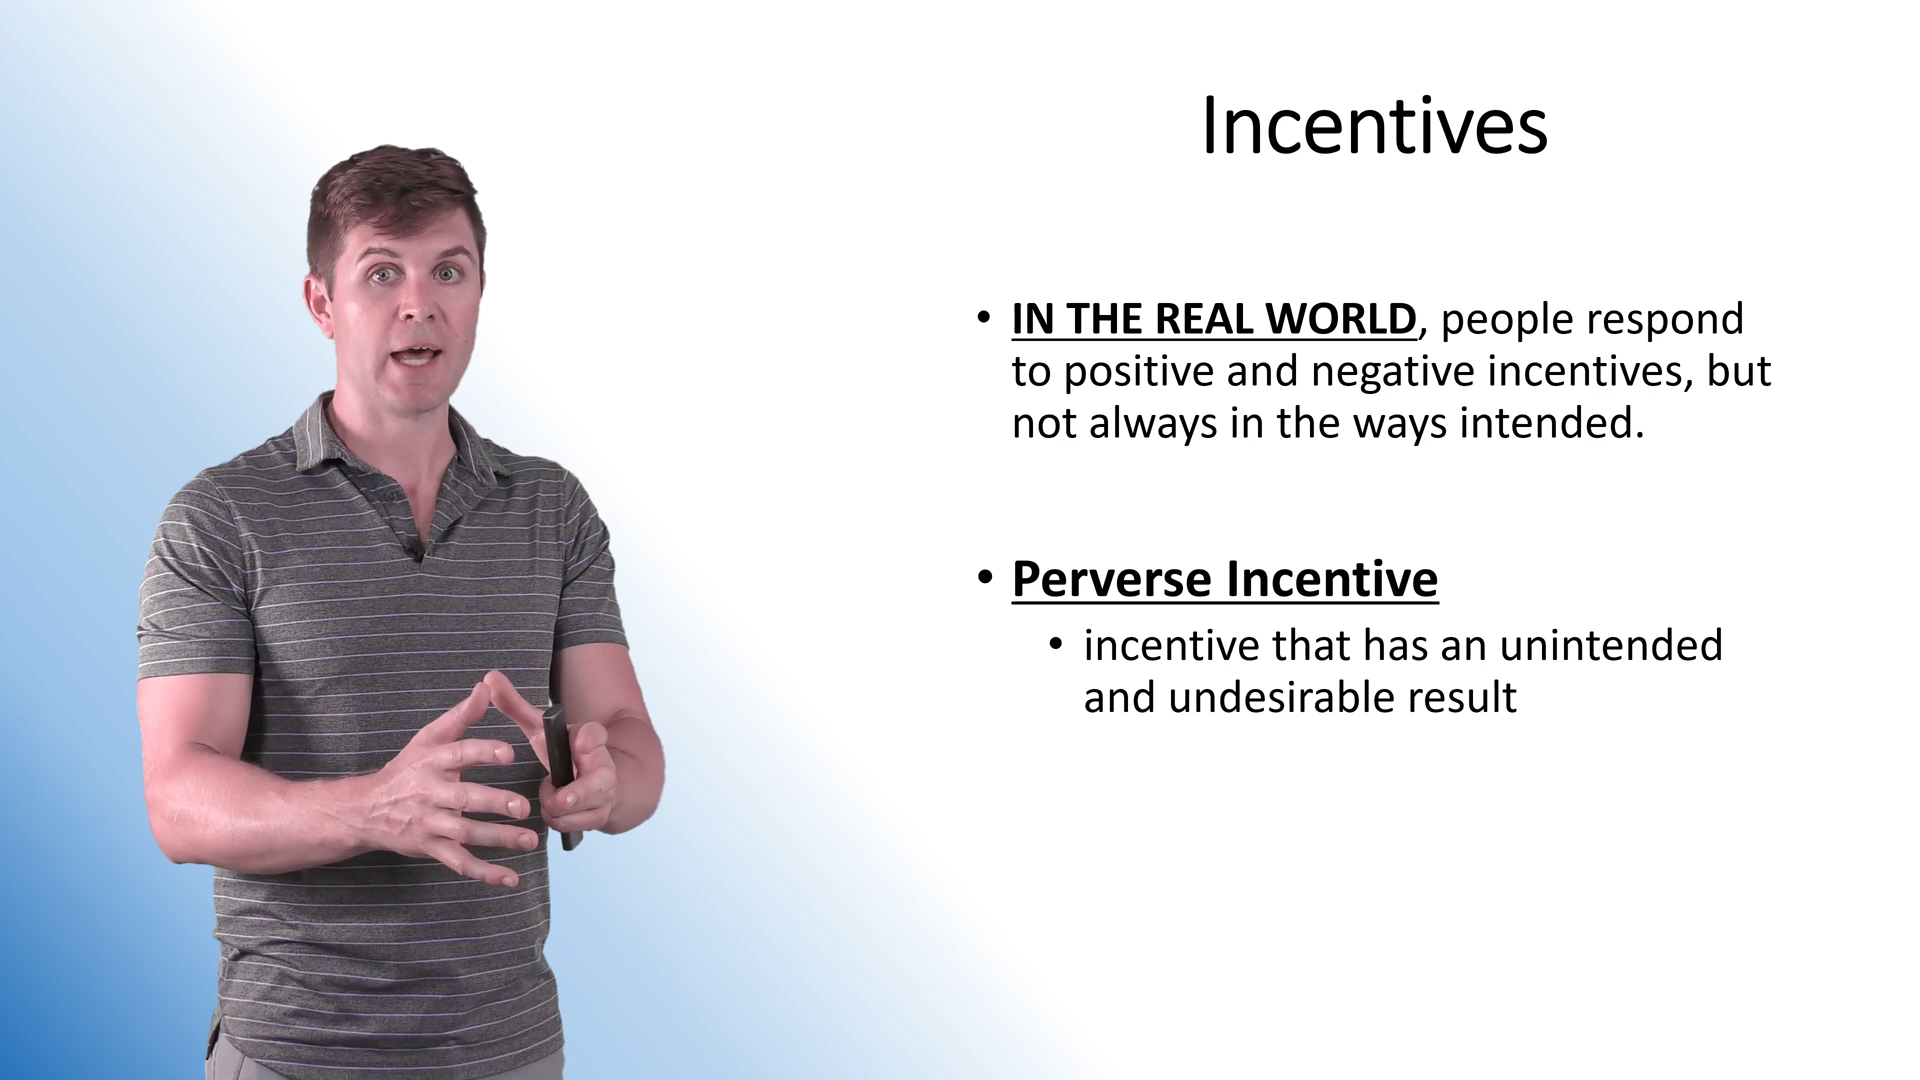 Incentives
• IN THE REAL WORLD, people respond
to positive and negative incentives, but
not always in the ways intended.
• Perverse Incentive
• incentive that has an unintended
and undesirable result